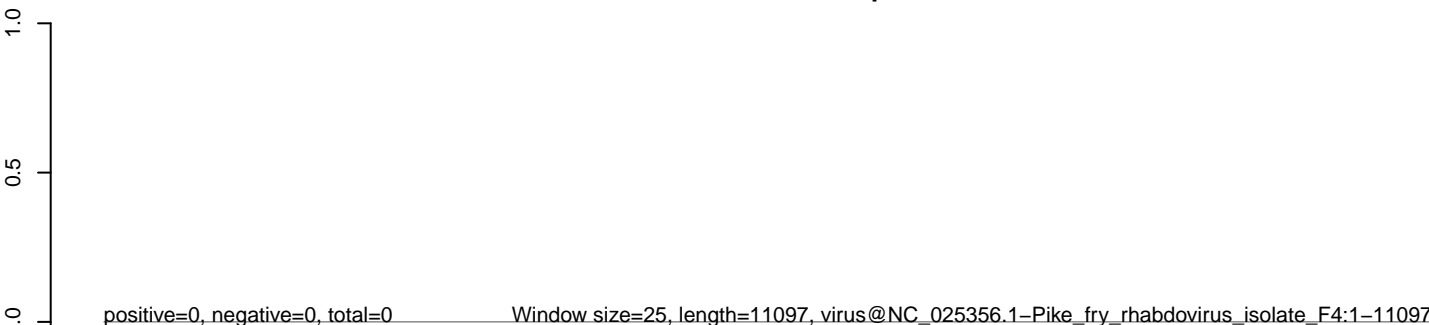 1.0
0.5
.0
positive=0, negative=0, total=0
Window size=25, length=11097, virus@NC_025356.1−Pike_fry_rhabdovirus_isolate_F4:1−11097